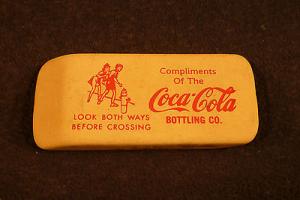 Compliments
Of The
Coca-Cola
BOTTLING CO.
LOOK BOTH WAYS
BEFORE CROSSING